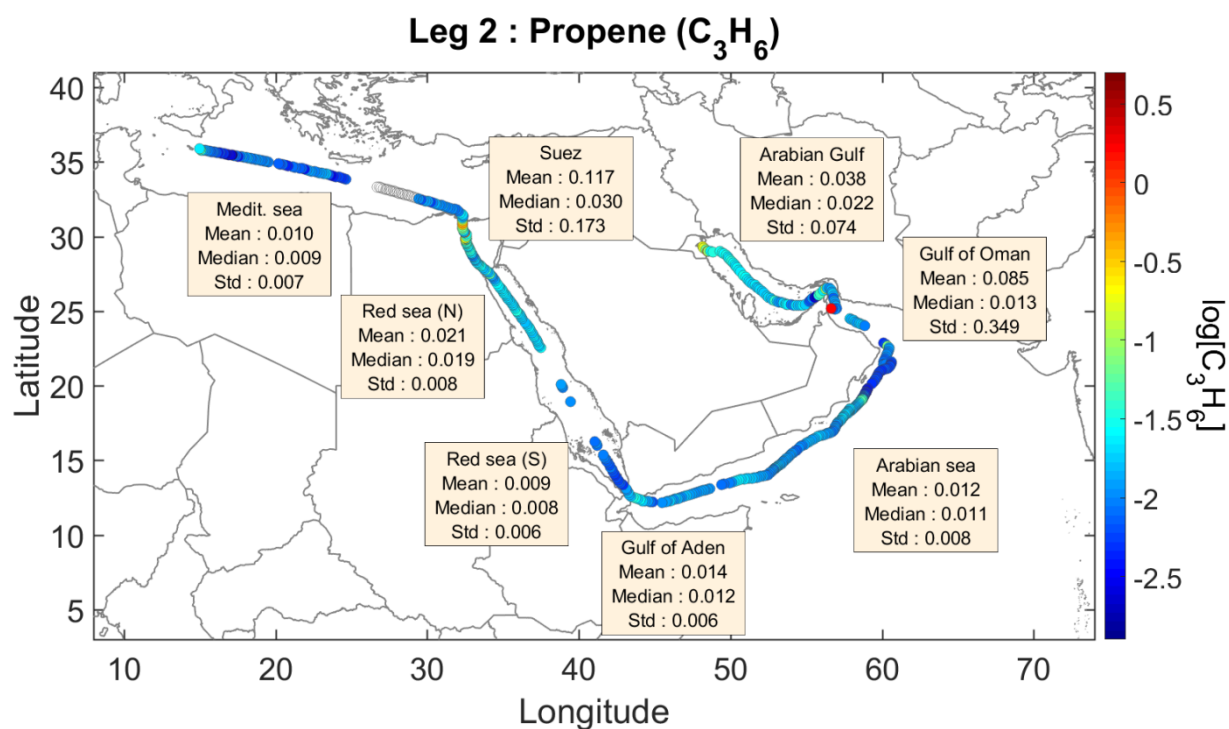 Leg 2 : Propene (C₃H₆)
Latitude
40
35
30
25
20
15
10
5
Medit. sea
Mean : 0.010
Median : 0.009
Std : 0.007
Suez
Mean : 0.117
Median : 0.030
Std : 0.173
Arabian Gulf
Mean : 0.038
Median : 0.022
Std : 0.074
Gulf of Oman
Mean : 0.085
Median : 0.013
Std : 0.349
Red sea (N)
Mean : 0.021
Median : 0.019
Std : 0.008
Red sea (S)
Mean : 0.009
Median : 0.008
Std : 0.006
Arabian sea
Mean : 0.012
Median : 0.011
Std : 0.008
Gulf of Aden
Mean : 0.014
Median : 0.012
Std : 0.006
10 20 30 40 50 60 70
Longitude
0.5
0
-0.5
-1
-1.5
-2
-2.5
log[C₃H₆]